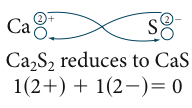 Ca 2+ S 2−
Ca₂S₂ reduces to CaS
1(2+) + 1(2−)= 0